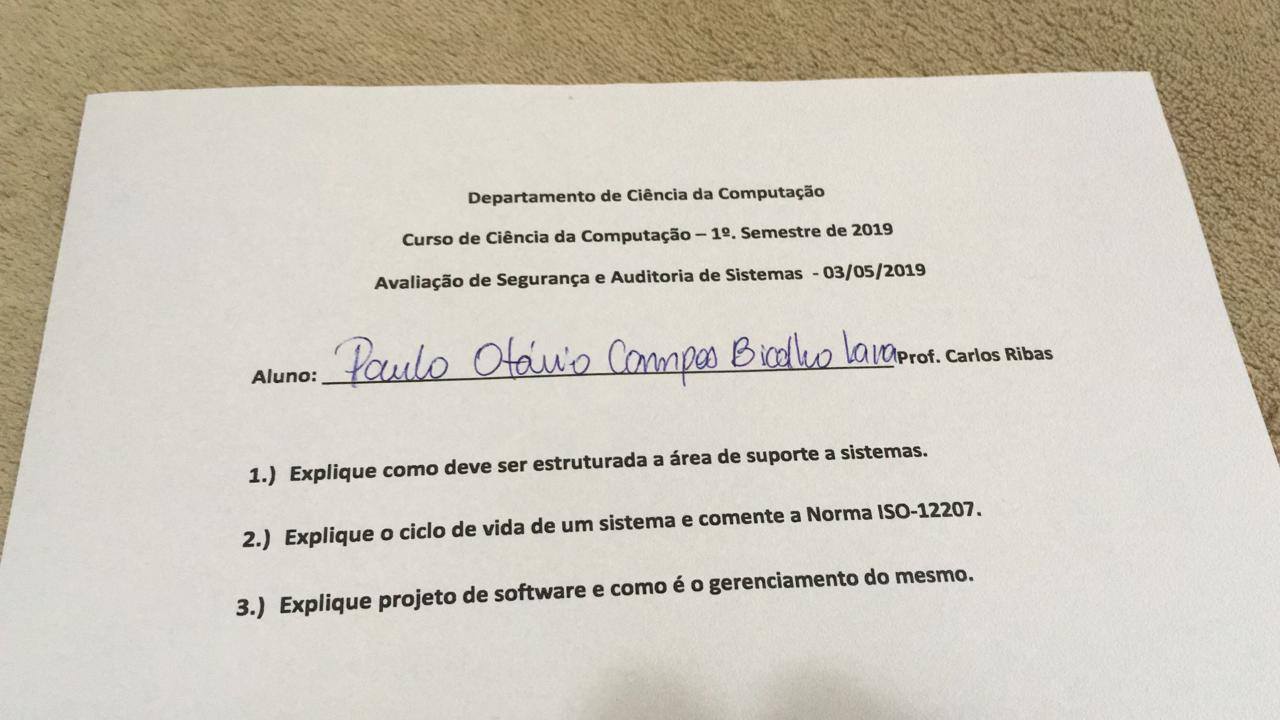 Departamento de Ciência da Computação
Curso de Ciência da Computação – 1º. Semestre de 2019
Avaliação de Segurança e Auditoria de Sistemas - 03/05/2019
Aluno: Paulo Otávio Campos Bicalho Lara Prof. Carlos Ribas
1.) Explique como deve ser estruturada a área de suporte a sistemas.
2.) Explique o ciclo de vida de um sistema e comente a Norma ISO-12207.
3.) Explique projeto de software e como é o gerenciamento do mesmo.